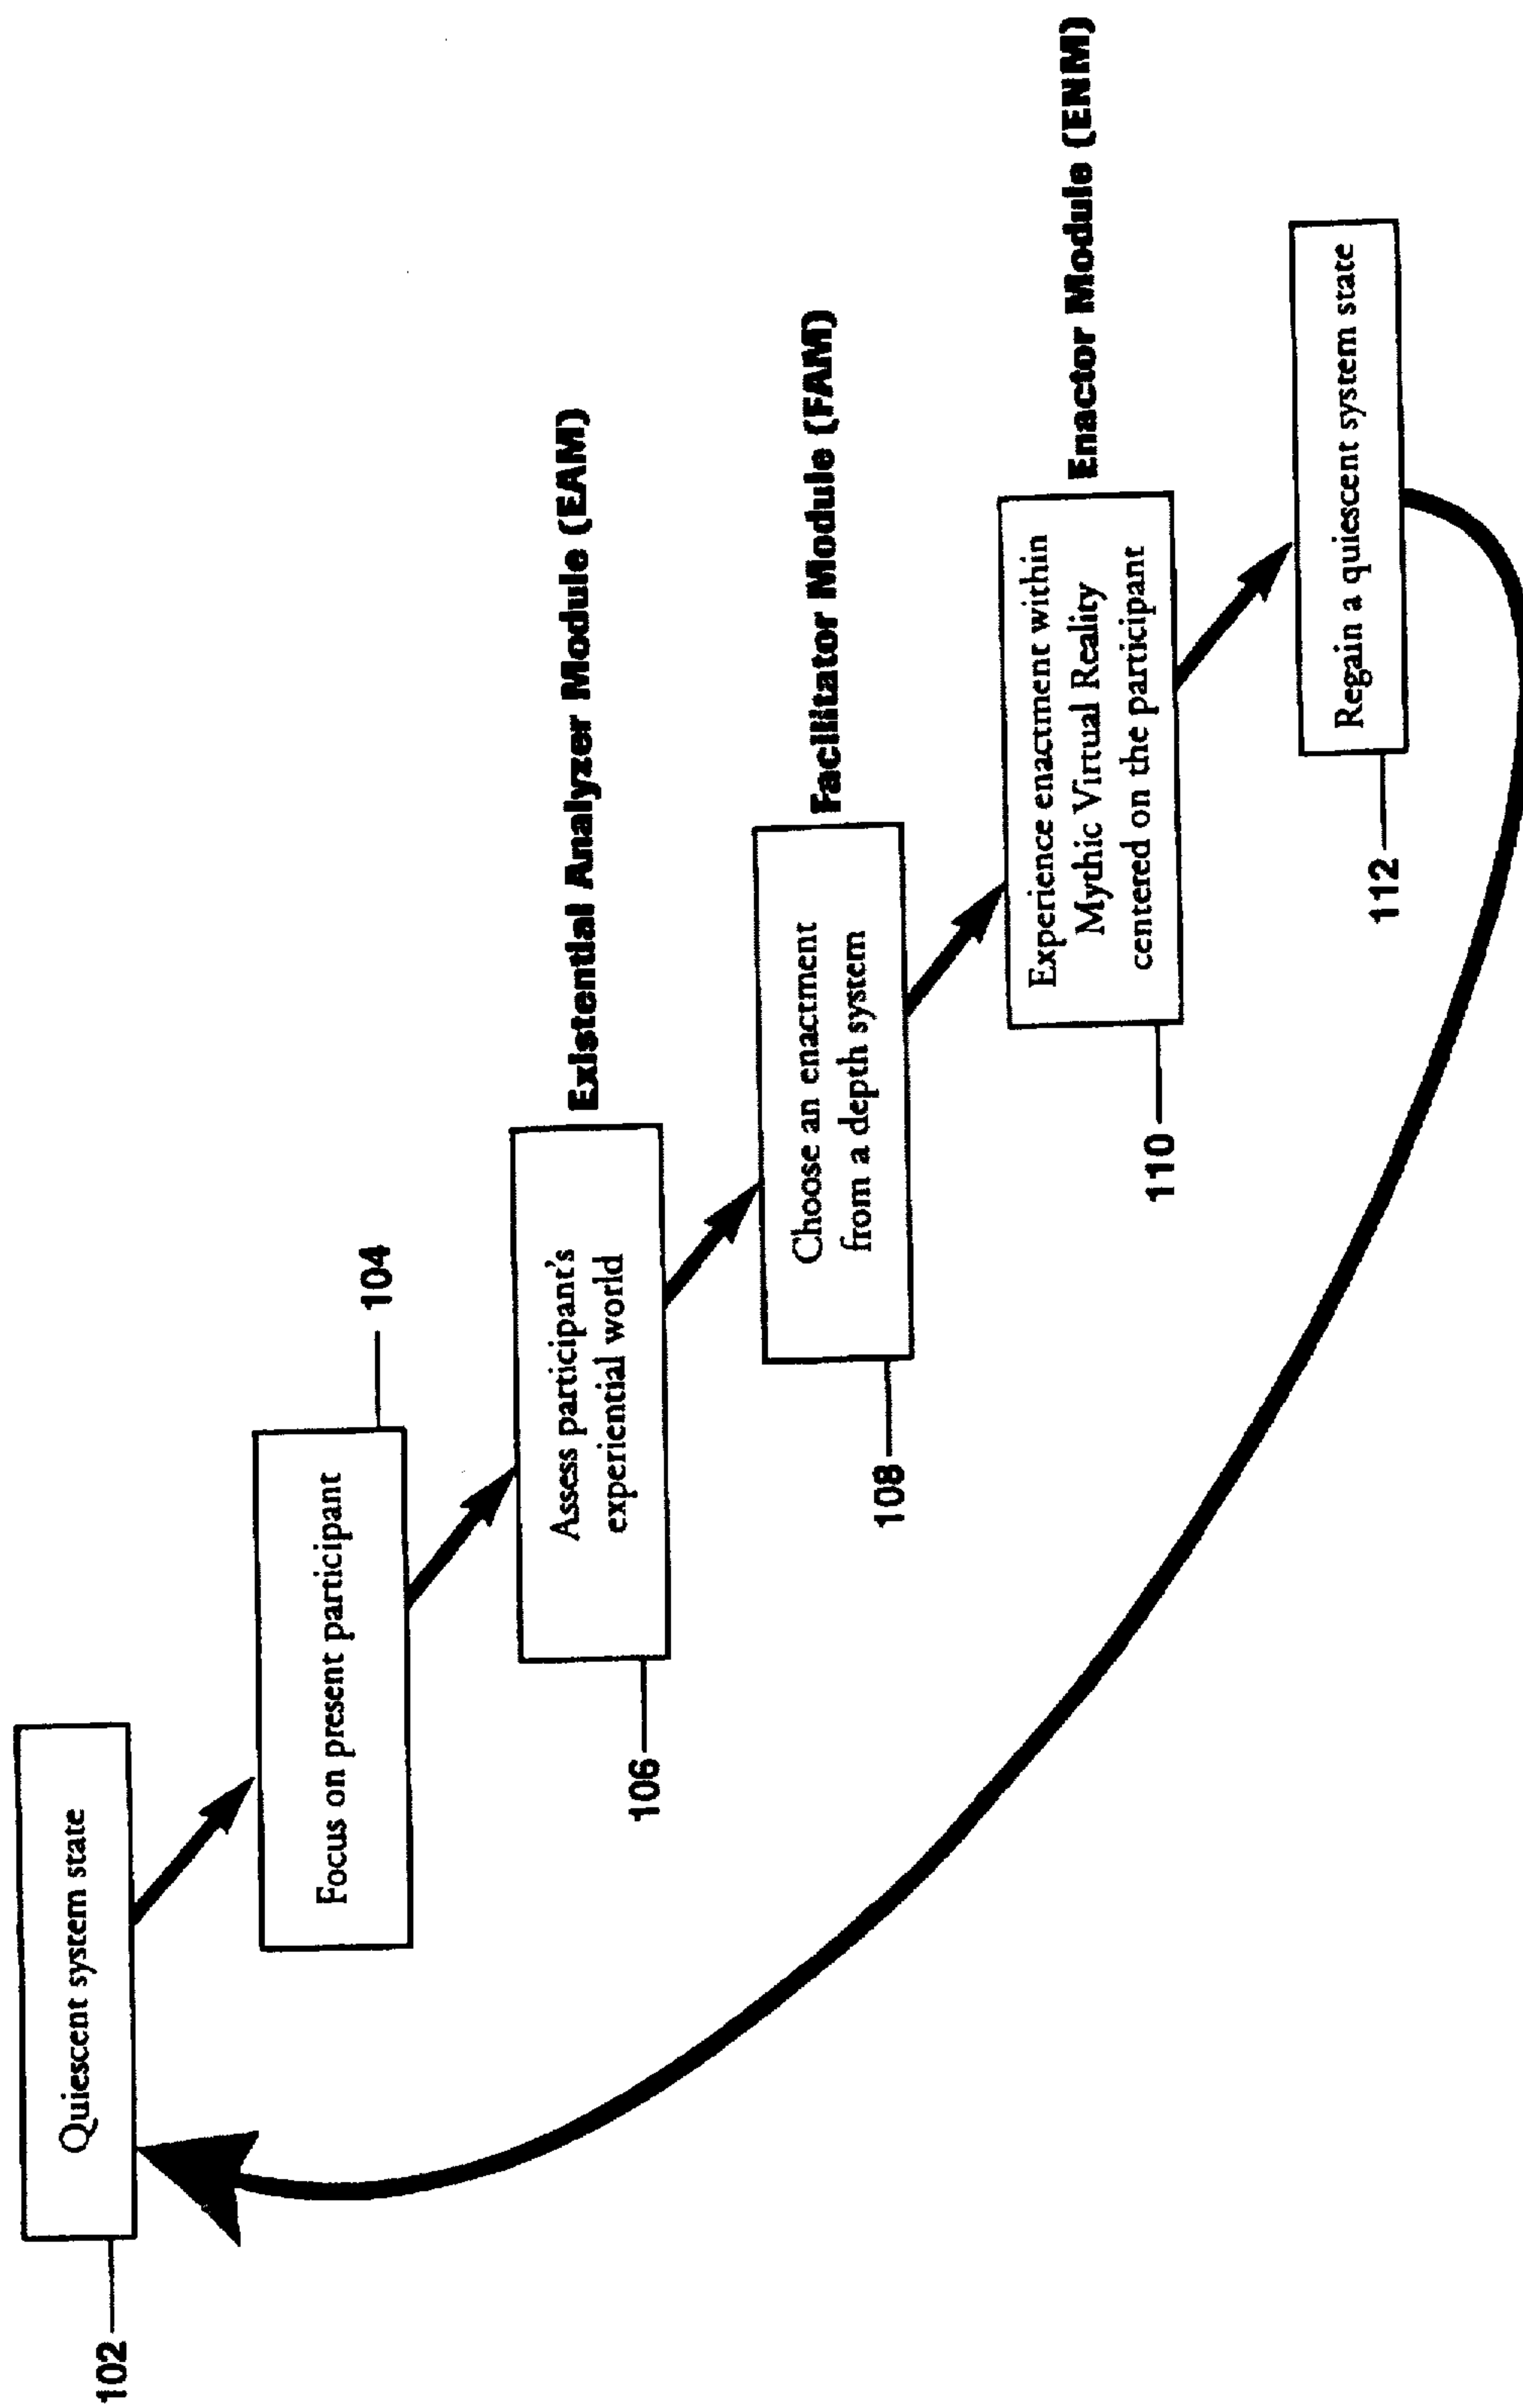 102
Quiescent system state
Focus on present participant
104
Assess participant's
experiential world
Existential Analyzer Module (EAM)
106
Choose an enactment
from a depth system
Facilitator Module (FAM)
108
Experience enactment within
Mythic Virtual Reality
centered on the participant
Enactor Module (ENM)
110
Regain a quiescent system state
112